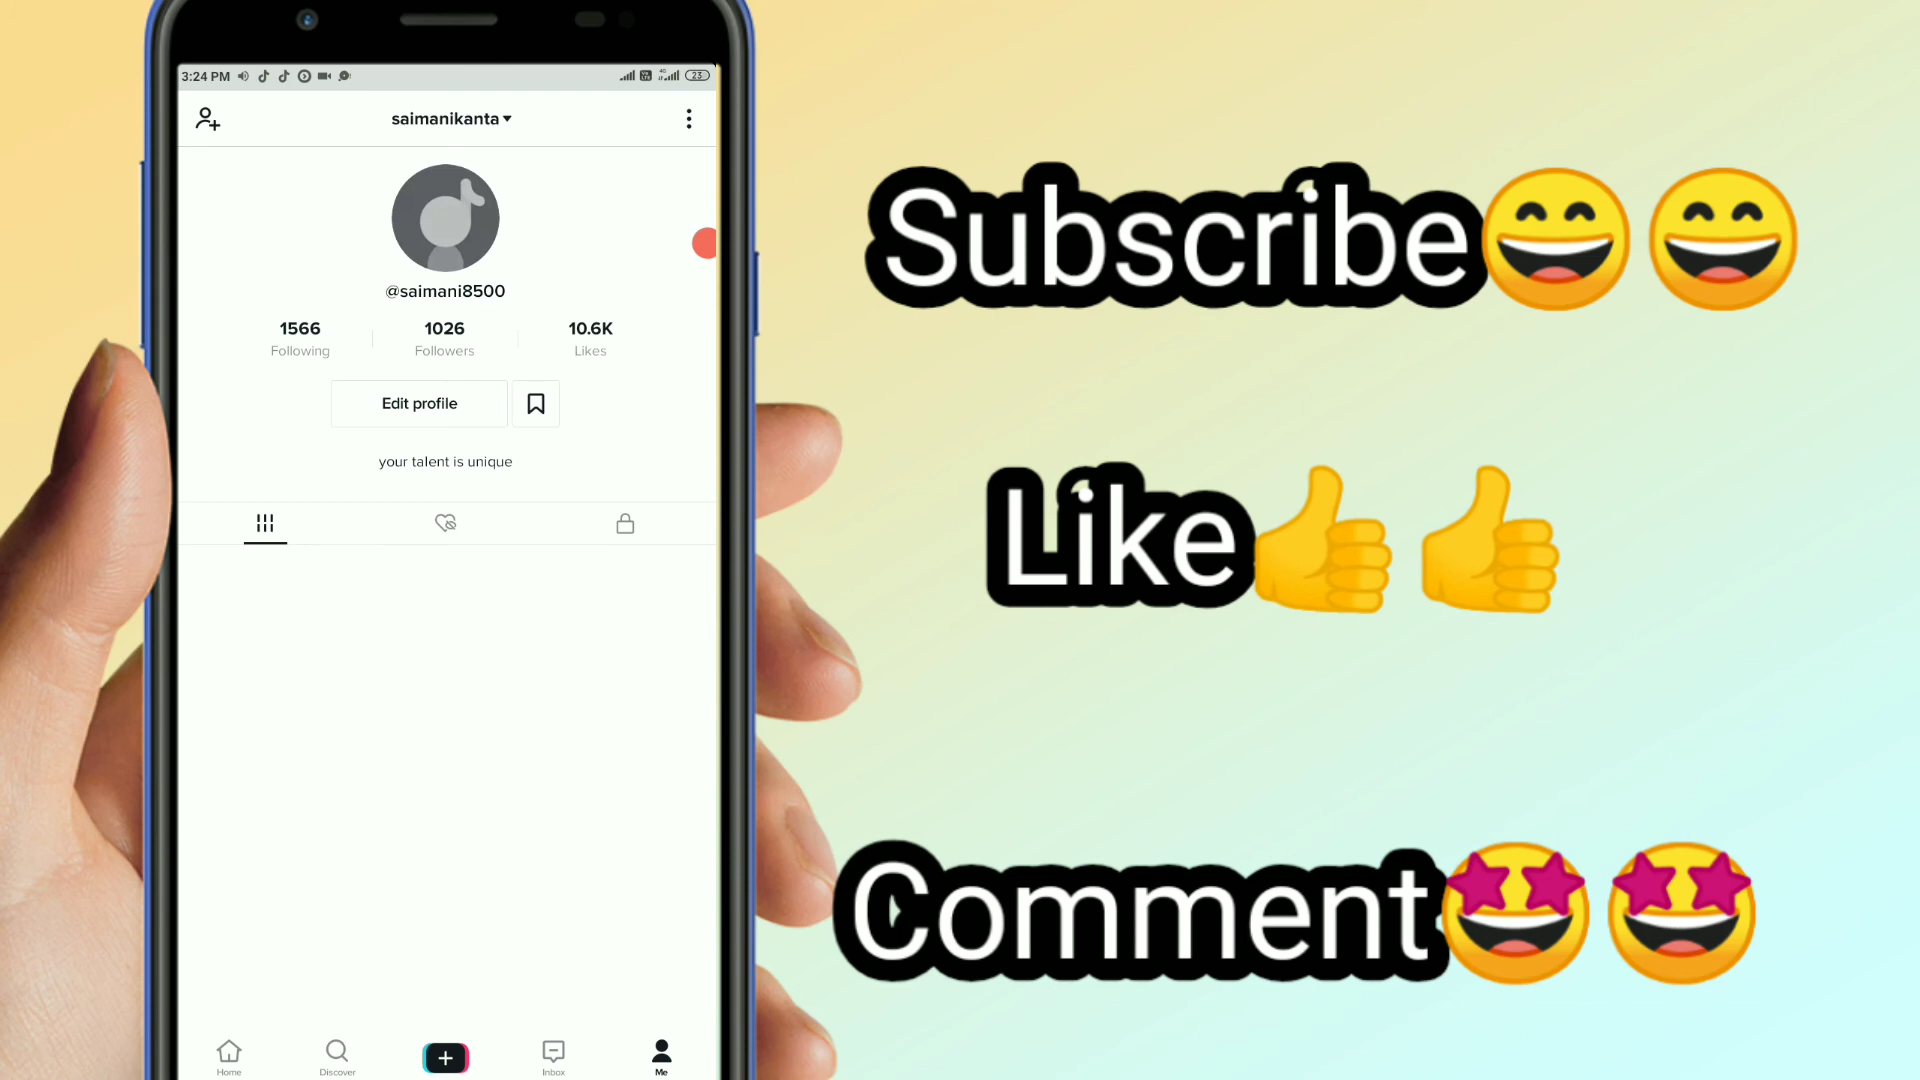 3:24 PM
23
saimanikanta
@saimani8500
1566 1026 10.6K
Following Followers Likes
Edit profile
your talent is unique
Home Discover Inbox Me
Subscribe😄😄
Like👍👍
Comment🤩🤩